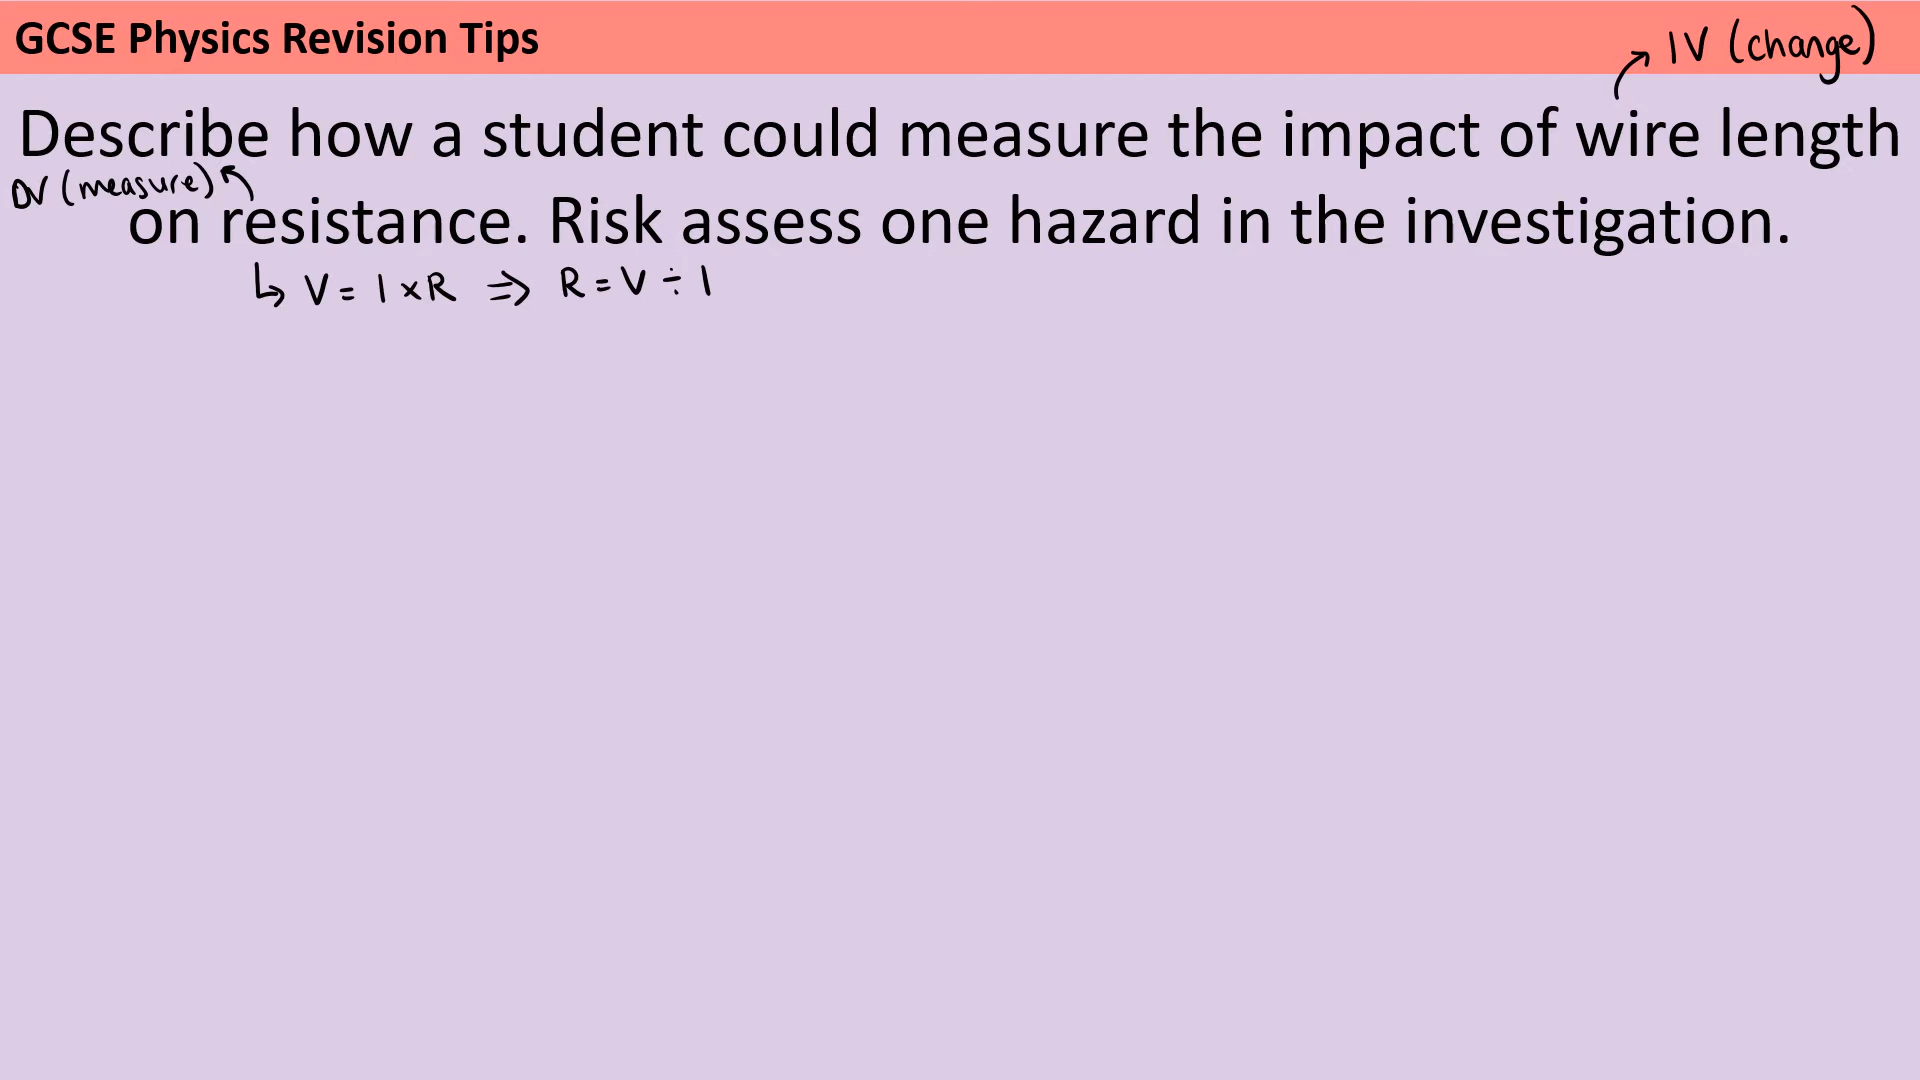 GCSE Physics Revision Tips
IV (change)
Describe how a student could measure the impact of wire length
DV (measure)
on resistance. Risk assess one hazard in the investigation.
↳ V = I × R ⇒ R = V ÷ I